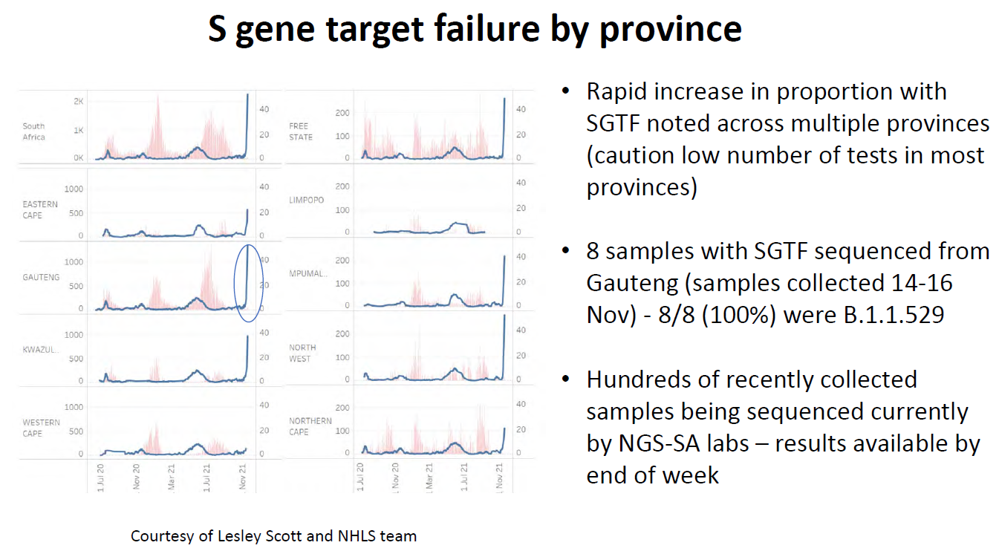 S gene target failure by province
South
Africa
2K
1K
0K
40
20
0
EASTERN
CAPE
1000
500
0
40
20
0
GAUTENG
1000
500
0
40
20
0
KWAZUL..
1000
500
0
40
20
0
WESTERN
CAPE
1000
500
0
40
20
0
1 Jul 20
Nov 20
Mar 21
1 Jul 21
Nov 21
FREE
STATE
200
100
0
40
20
0
LIMPOPO
200
100
0
40
20
0
MPUMAL..
200
100
0
40
20
0
NORTH
WEST
200
100
0
40
20
0
NORTHERN
CAPE
200
100
0
40
20
0
1 Jul 20
1 Nov 20
1 Mar 21
1 Jul 21
1 Nov 21
• Rapid increase in proportion with
SGTF noted across multiple provinces
(caution low number of tests in most
provinces)
• 8 samples with SGTF sequenced from
Gauteng (samples collected 14-16
Nov) - 8/8 (100%) were B.1.1.529
• Hundreds of recently collected
samples being sequenced currently
by NGS-SA labs – results available by
end of week
Courtesy of Lesley Scott and NHLS team